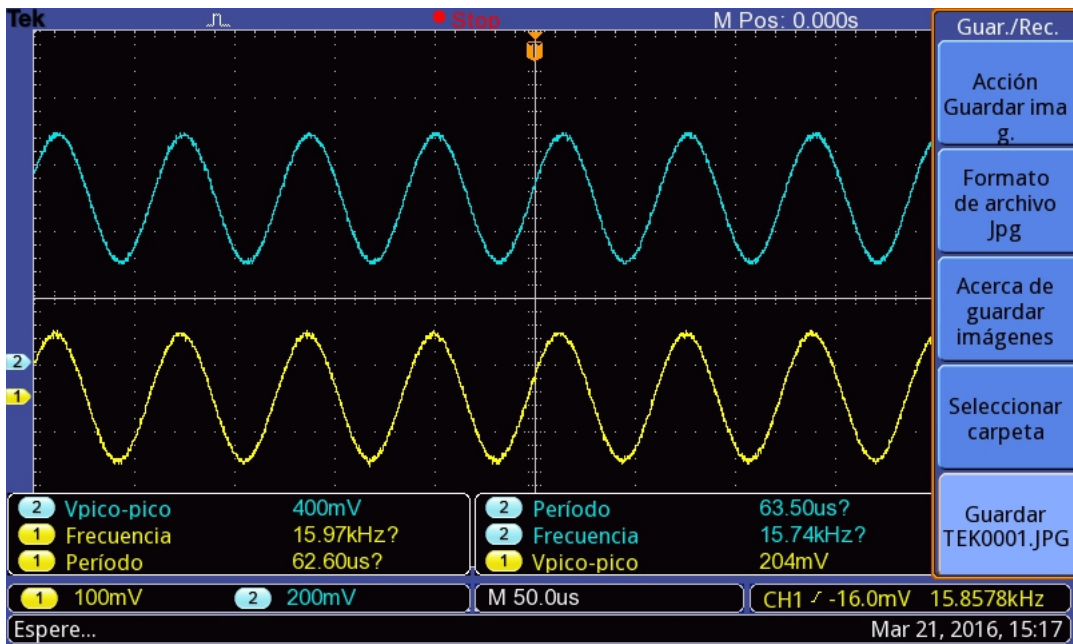 Tek Stop M Pos: 0.000s
T
Guar./Rec.
Acción
Guardar ima
g.
Formato
de archivo
Jpg
Acerca de
guardar
imágenes
Seleccionar
carpeta
Guardar
TEK0001.JPG
2
1
2 Vpico-pico 400mV
1 Frecuencia 15.97kHz?
1 Período 62.60us?
2 Período 63.50us?
2 Frecuencia 15.74kHz?
1 Vpico-pico 204mV
1 100mV 2 200mV M 50.0us CH1 -16.0mV 15.8578kHz
Espere... Mar 21, 2016, 15:17